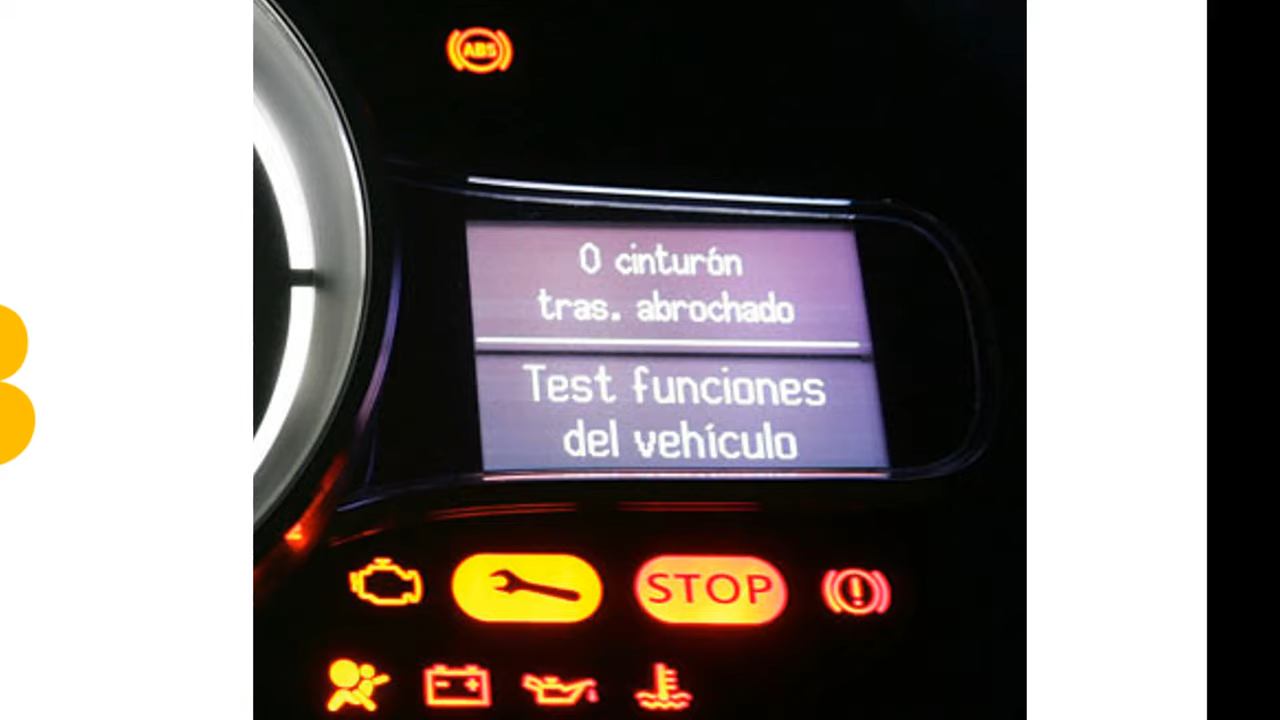 ABS
0 cinturón
tras. abrochado
Test funciones
del vehículo
STOP